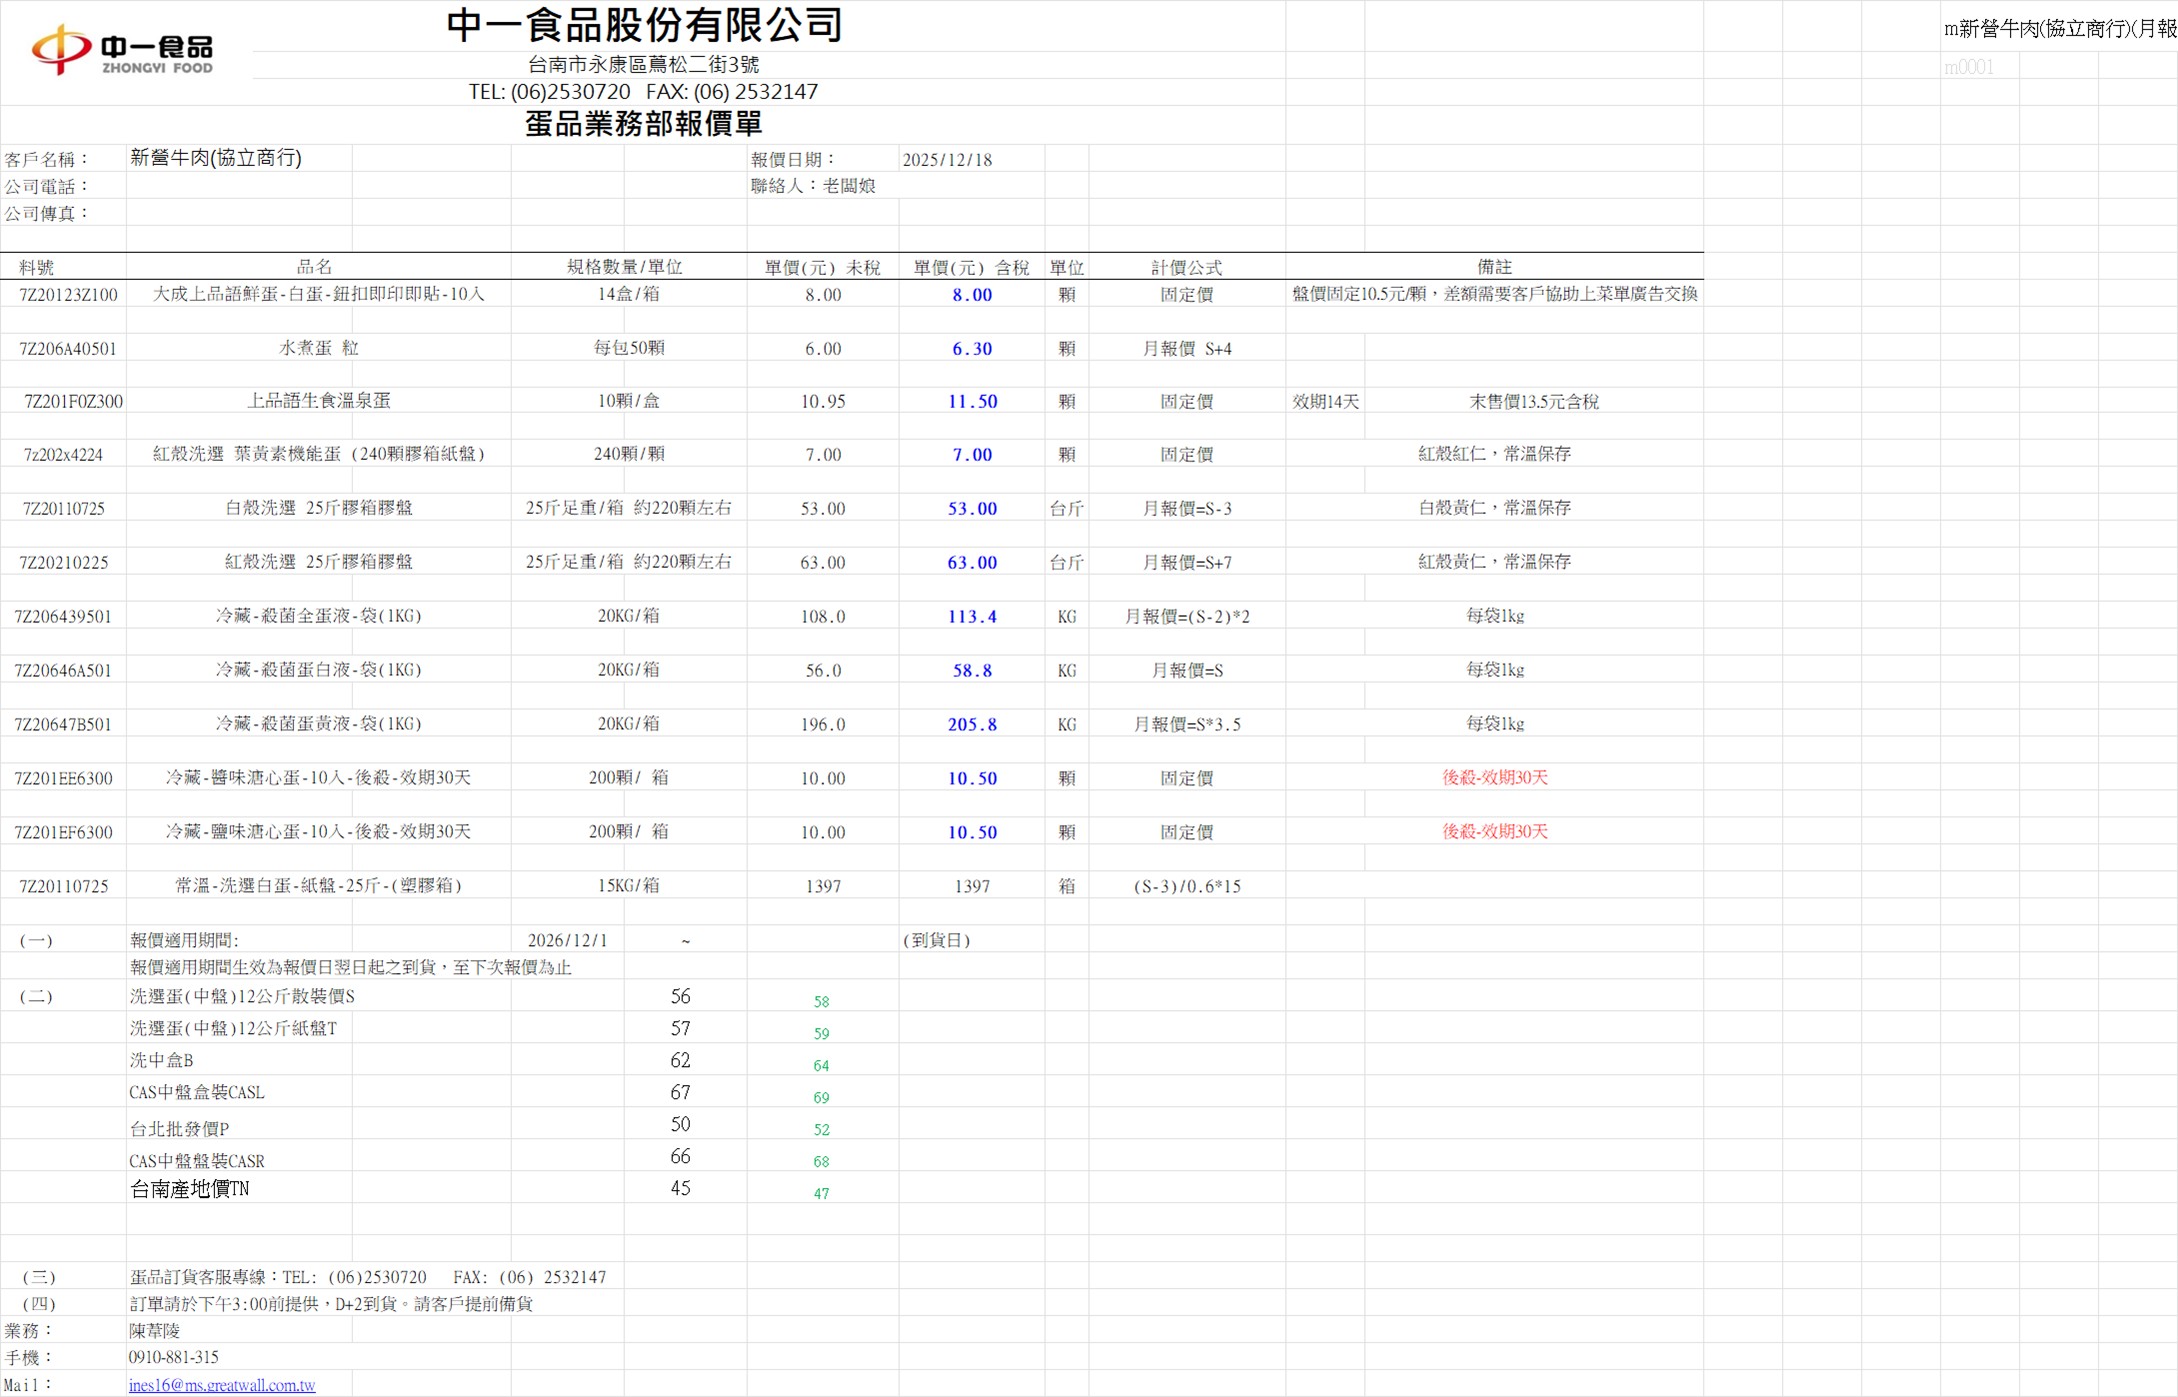 中一食品
ZHONGYI FOOD
中一食品股份有限公司
m新營牛肉(協立商行)(月報
台南市永康區蔦松二街3號
m0001
TEL: (06)2530720 FAX: (06) 2532147
蛋品業務部報價單
客戶名稱： 新營牛肉(協立商行) 報價日期： 2025/12/18
公司電話： 聯絡人：老闆娘
公司傳真：
料號 品名 規格數量/單位 單價(元) 未稅 單價(元) 含稅 單位 計價公式 備註
7Z20123Z100 大成上品語鮮蛋-白蛋-鈕扣即印即貼-10入 14盒/箱 8.00 8.00 顆 固定價 盤價固定10.5元/顆，差額需要客戶協助上菜單廣告交換
7Z206A40501 水煮蛋 粒 每包50顆 6.00 6.30 顆 月報價 S+4
7Z201F0Z300 上品語生食溫泉蛋 10顆/盒 10.95 11.50 顆 固定價 效期14天 末售價13.5元含稅
7z202x4224 紅殼洗選 葉黃素機能蛋 (240顆膠箱紙盤) 240顆/顆 7.00 7.00 顆 固定價 紅殼紅仁，常溫保存
7Z20110725 白殼洗選 25斤膠箱膠盤 25斤足重/箱 約220顆左右 53.00 53.00 台斤 月報價=S-3 白殼黃仁，常溫保存
7Z20210225 紅殼洗選 25斤膠箱膠盤 25斤足重/箱 約220顆左右 63.00 63.00 台斤 月報價=S+7 紅殼黃仁，常溫保存
7Z206439501 冷藏-殺菌全蛋液-袋(1KG) 20KG/箱 108.0 113.4 KG 月報價=(S-2)*2 每袋1kg
7Z20646A501 冷藏-殺菌蛋白液-袋(1KG) 20KG/箱 56.0 58.8 KG 月報價=S 每袋1kg
7Z20647B501 冷藏-殺菌蛋黃液-袋(1KG) 20KG/箱 196.0 205.8 KG 月報價=S*3.5 每袋1kg
7Z201EE6300 冷藏-醬味溏心蛋-10入-後殺-效期30天 200顆/ 箱 10.00 10.50 顆 固定價 後殺-效期30天
7Z201EF6300 冷藏-鹽味溏心蛋-10入-後殺-效期30天 200顆/ 箱 10.00 10.50 顆 固定價 後殺-效期30天
7Z20110725 常溫-洗選白蛋-紙盤-25斤-(塑膠箱) 15KG/箱 1397 1397 箱 (S-3)/0.6*15
(一) 報價適用期間: 2026/12/1 ~ (到貨日)
報價適用期間生效為報價日翌日起之到貨，至下次報價為止
(二) 洗選蛋(中盤)12公斤散裝價S 56 58
洗選蛋(中盤)12公斤紙盤T 57 59
洗中盒B 62 64
CAS中盤盒裝CASL 67 69
台北批發價P 50 52
CAS中盤盤裝CASR 66 68
台南產地價TN 45 47
(三) 蛋品訂貨客服專線：TEL: (06)2530720 FAX: (06) 2532147
(四) 訂單請於下午3:00前提供，D+2到貨。請客戶提前備貨
業務： 陳葦陵
手機： 0910-881-315
Mail： ines16@ms.greatwall.com.tw